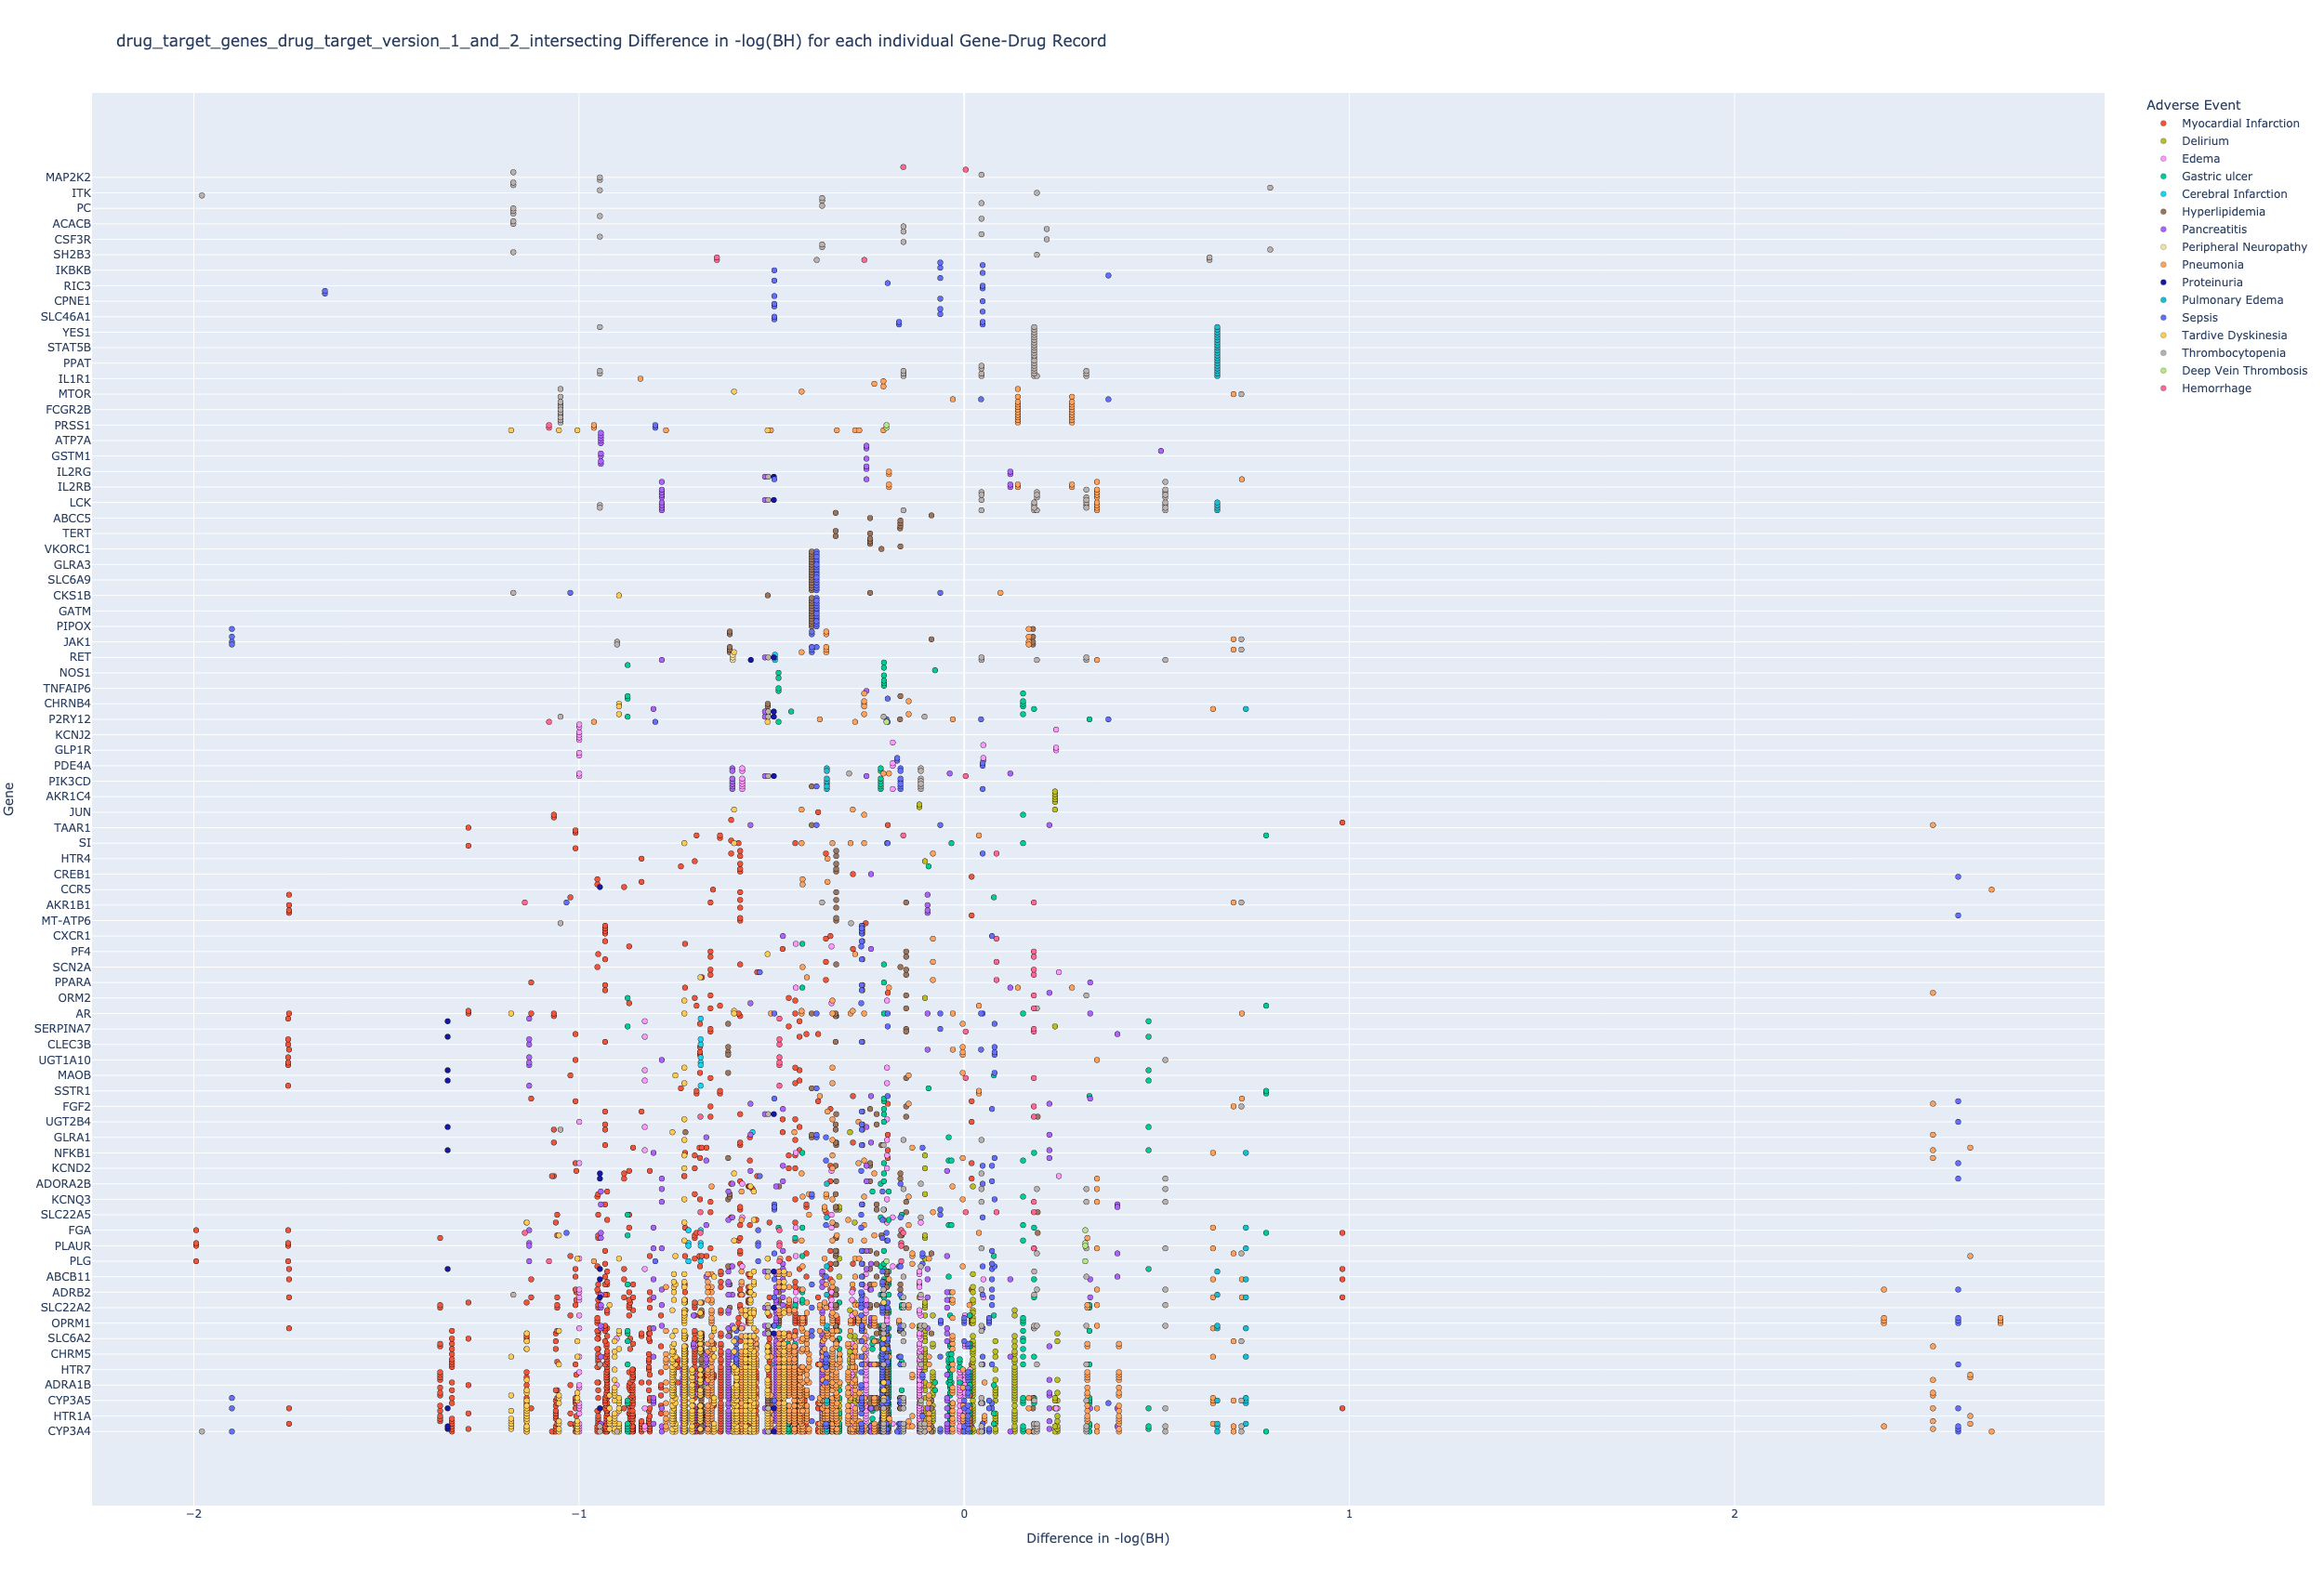 drug_target_genes_drug_target_version_1_and_2_intersecting Difference in -log(BH) for each individual Gene-Drug Record
Adverse Event
Myocardial Infarction
Delirium
Edema
Gastric ulcer
Cerebral Infarction
Hyperlipidemia
Pancreatitis
Peripheral Neuropathy
Pneumonia
Proteinuria
Pulmonary Edema
Sepsis
Tardive Dyskinesia
Thrombocytopenia
Deep Vein Thrombosis
Hemorrhage
Gene
MAP2K2
ITK
PC
ACACB
CSF3R
SH2B3
IKBKB
RIC3
CPNE1
SLC46A1
YES1
STAT5B
PPAT
IL1R1
MTOR
FCGR2B
PRSS1
ATP7A
GSTM1
IL2RG
IL2RB
LCK
ABCC5
TERT
VKORC1
GLRA3
SLC6A9
CKS1B
GATM
PIPOX
JAK1
RET
NOS1
TNFAIP6
CHRNB4
P2RY12
KCNJ2
GLP1R
PDE4A
PIK3CD
AKR1C4
JUN
TAAR1
SI
HTR4
CREB1
CCR5
AKR1B1
MT-ATP6
CXCR1
PF4
SCN2A
PPARA
ORM2
AR
SERPINA7
CLEC3B
UGT1A10
MAOB
SSTR1
FGF2
UGT2B4
GLRA1
NFKB1
KCND2
ADORA2B
KCNQ3
SLC22A5
FGA
PLAUR
PLG
ABCB11
ADRB2
SLC22A2
OPRM1
SLC6A2
CHRM5
HTR7
ADRA1B
CYP3A5
HTR1A
CYP3A4
−2 −1 0 1 2
Difference in -log(BH)